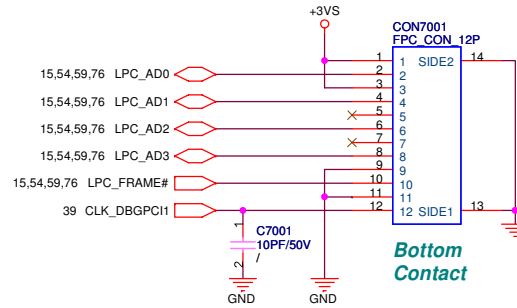 +3VS
CON7001
FPC_CON_12P
1 1 SIDE2 14
15,54,59,76 LPC_AD0 2 2
3 3
15,54,59,76 LPC_AD1 4 4
5 5
15,54,59,76 LPC_AD2 6 6
7 7
15,54,59,76 LPC_AD3 8 8
9 9
15,54,59,76 LPC_FRAME# 10 10
11 11
39 CLK_DBGPCI1 12 12 SIDE1 13
1 C7001
10PF/50V
2 /
GND GND
Bottom
Contact